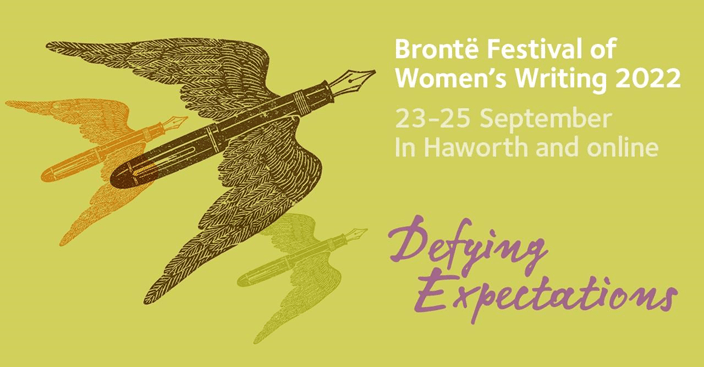 Brontë Festival of
Women's Writing 2022
23-25 September
In Haworth and online
Defying
Expectations